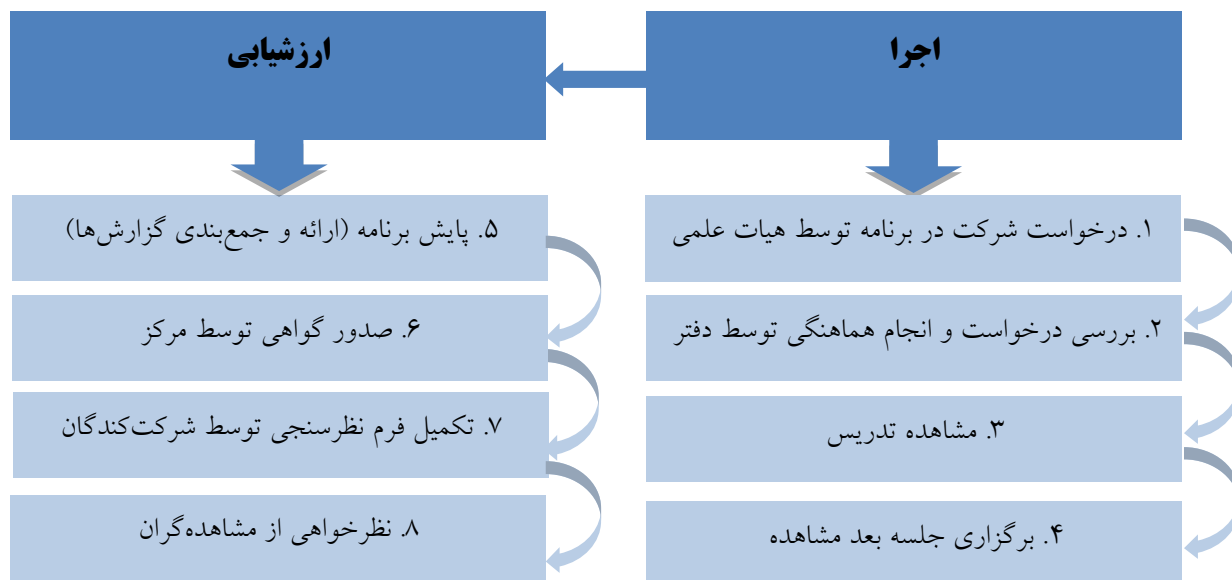 اجرا
۱. درخواست شرکت در برنامه توسط هیات علمی
۲. بررسی درخواست و انجام هماهنگی توسط دفتر
۳. مشاهده تدریس
۴. برگزاری جلسه بعد مشاهده
ارزشیابی
۵. پایش برنامه (ارائه و جمع‌بندی گزارش‌ها)
۶. صدور گواهی توسط مرکز
۷. تکمیل فرم نظرسنجی توسط شرکت‌کندگان
۸. نظرخواهی از مشاهده‌گران